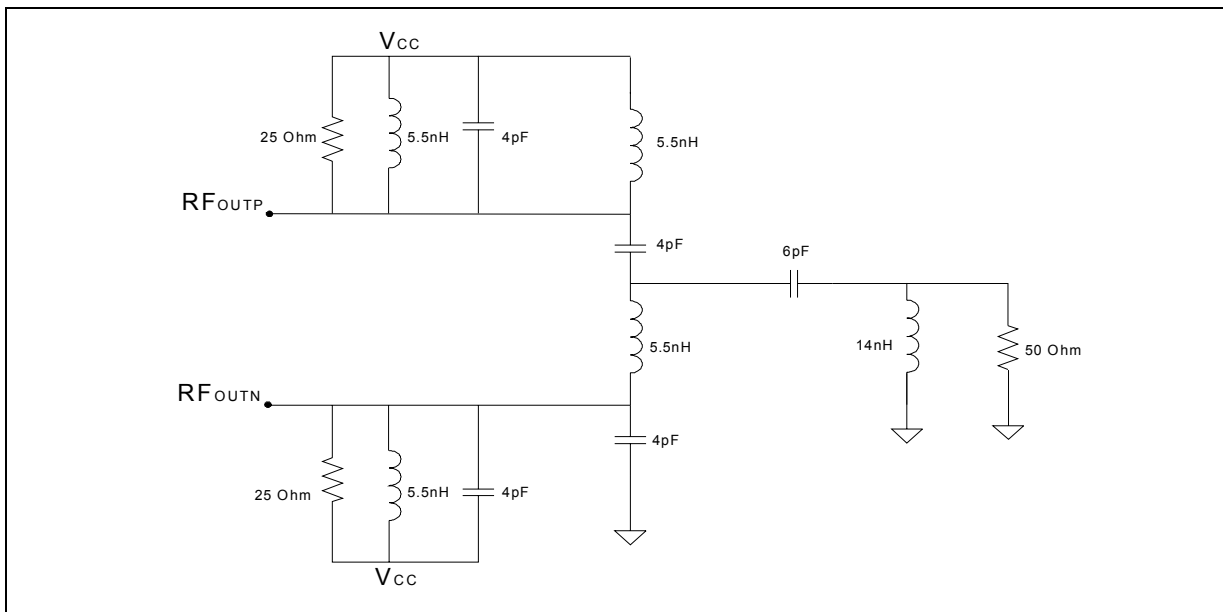 VCC
25 Ohm
5.5nH
4pF
5.5nH
RFOUTP
4pF
6pF
5.5nH
14nH
50 Ohm
RFOUTN
4pF
25 Ohm
5.5nH
4pF
VCC